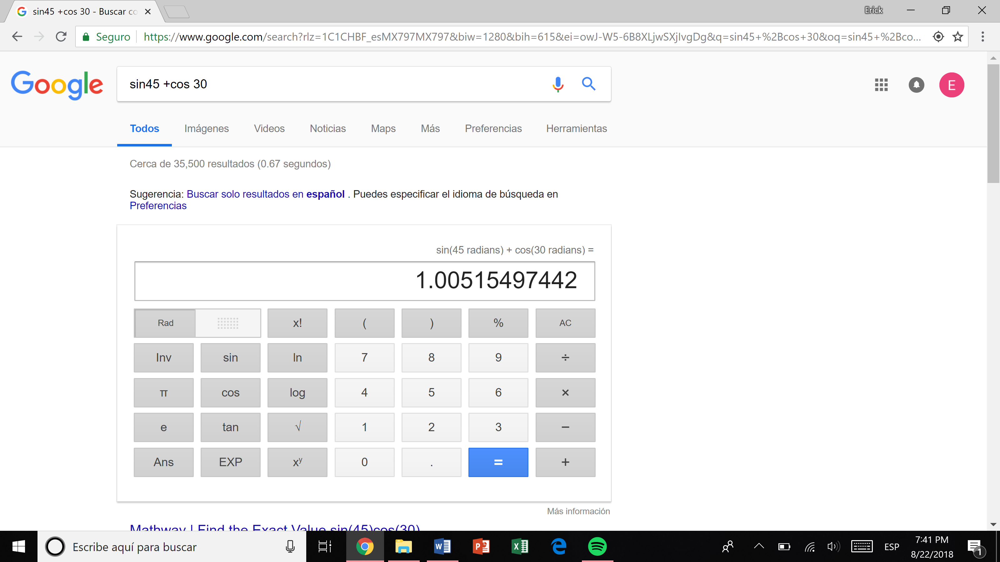 sin45 +cos 30 - Buscar co
Erick
Seguro
https://www.google.com/search?rlz=1C1CHBF_esMX797MX797&biw=1280&bih=615&ei=owJ-W5-6B8XLjwSXjIvgDg&q=sin45+%2Bcos+30&oq=sin45+%2Bco...
Google
sin45 +cos 30
E
Todos Imágenes Videos Noticias Maps Más Preferencias Herramientas
Cerca de 35,500 resultados (0.67 segundos)
Sugerencia: Buscar solo resultados en español . Puedes especificar el idioma de búsqueda en
Preferencias
sin(45 radians) + cos(30 radians) =
1.00515497442
Rad x! ( ) % AC
Inv sin ln 7 8 9 ÷
π cos log 4 5 6 ×
e tan √ 1 2 3 −
Ans EXP xʸ 0 . = +
Más información
Mathway | Find the Exact Value sin(45)cos(30)
Escribe aquí para buscar
ESP
7:41 PM
8/22/2018
1